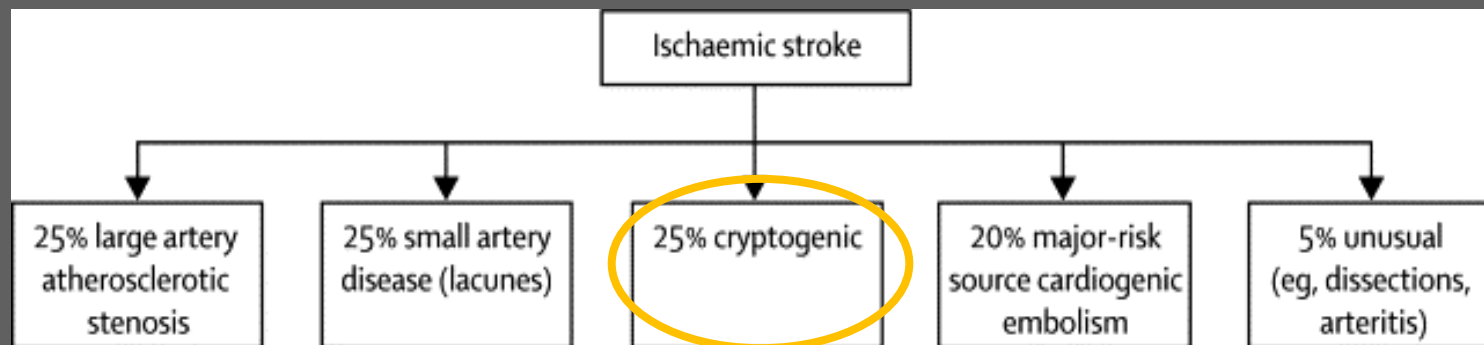 Ischaemic stroke
25% large artery
atherosclerotic
stenosis
25% small artery
disease (lacunes)
25% cryptogenic
20% major-risk
source cardiogenic
embolism
5% unusual
(eg, dissections,
arteritis)